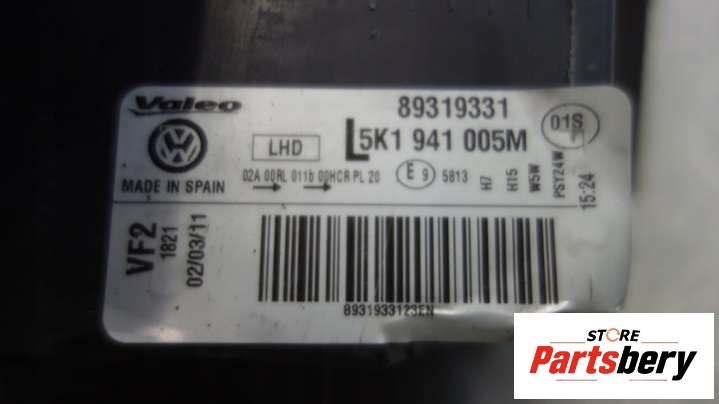 Valeo
89319331
LHD
L 5K1 941 005M
01S
MADE IN SPAIN
02A 00RL 011b 00HCR PL 20
E 9 5813
H7
H15
W5W
PSY24W
15:24
VF2
1821
02/03/11
8931933123EN
STORE
Partsbery